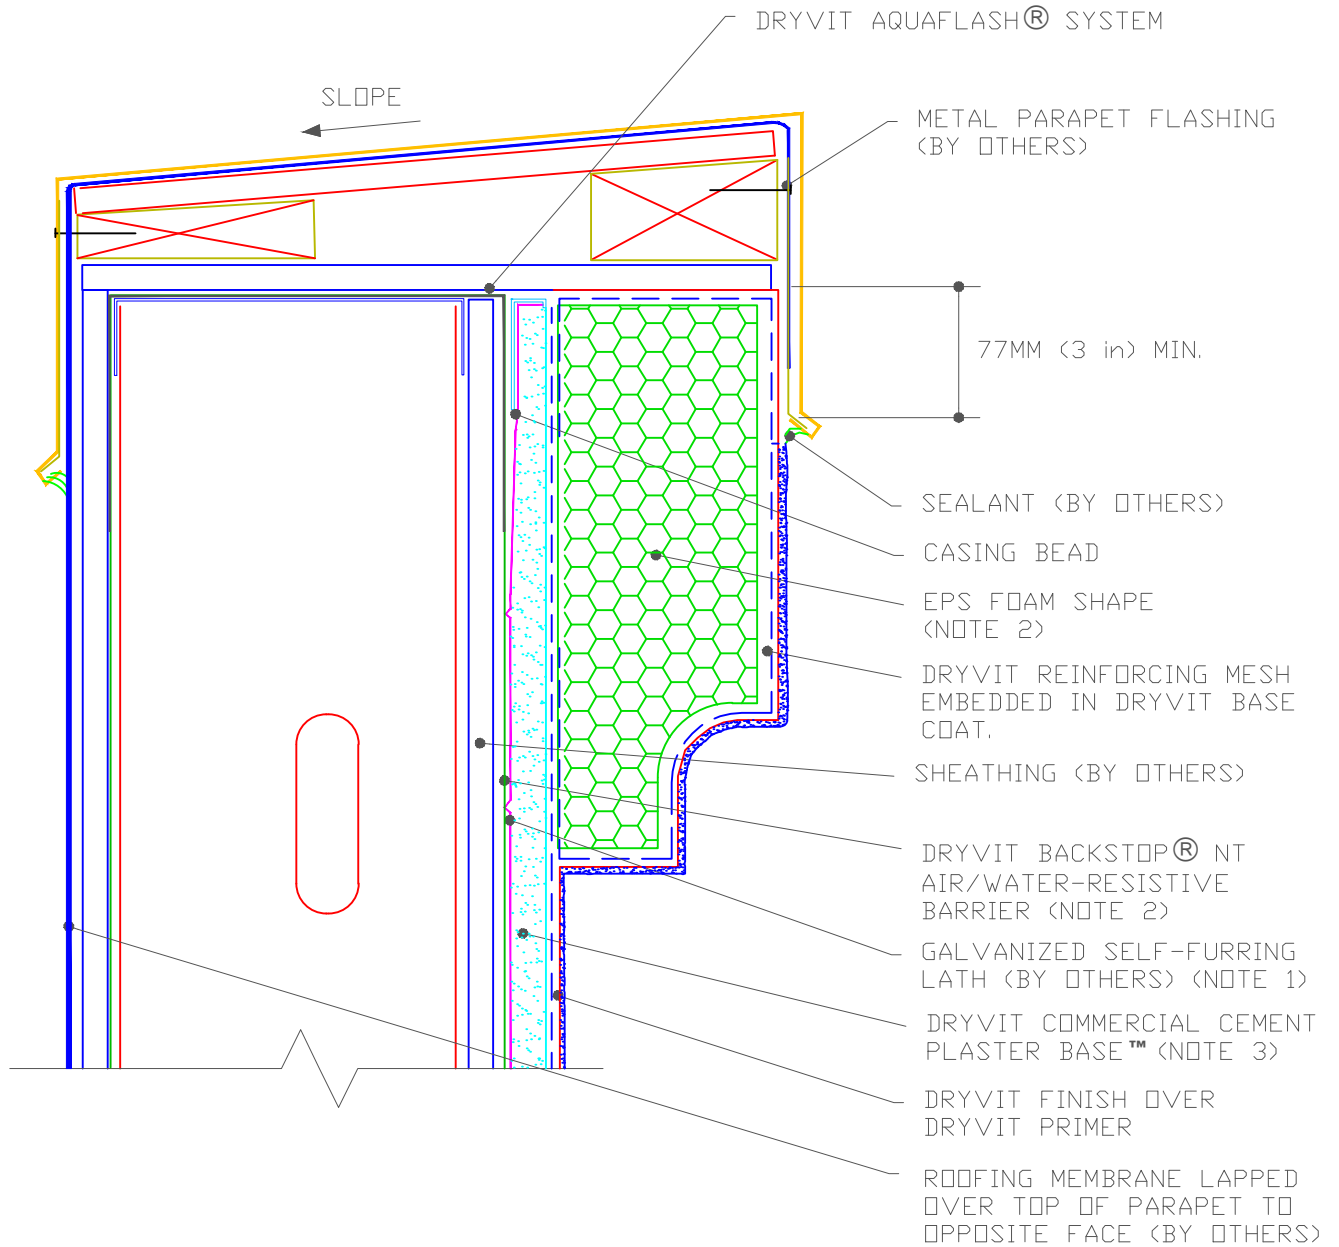 DRYVIT AQUAFLASH® SYSTEM
SLOPE
METAL PARAPET FLASHING
(BY OTHERS)
77MM (3 in) MIN.
SEALANT (BY OTHERS)
CASING BEAD
EPS FOAM SHAPE
(NOTE 2)
DRYVIT REINFORCING MESH
EMBEDDED IN DRYVIT BASE
COAT.
SHEATHING (BY OTHERS)
DRYVIT BACKSTOP® NT
AIR/WATER-RESISTIVE
BARRIER (NOTE 2)
GALVANIZED SELF-FURRING
LATH (BY OTHERS) (NOTE 1)
DRYVIT COMMERCIAL CEMENT
PLASTER BASE™ (NOTE 3)
DRYVIT FINISH OVER
DRYVIT PRIMER
ROOFING MEMBRANE LAPPED
OVER TOP OF PARAPET TO
OPPOSITE FACE (BY OTHERS)